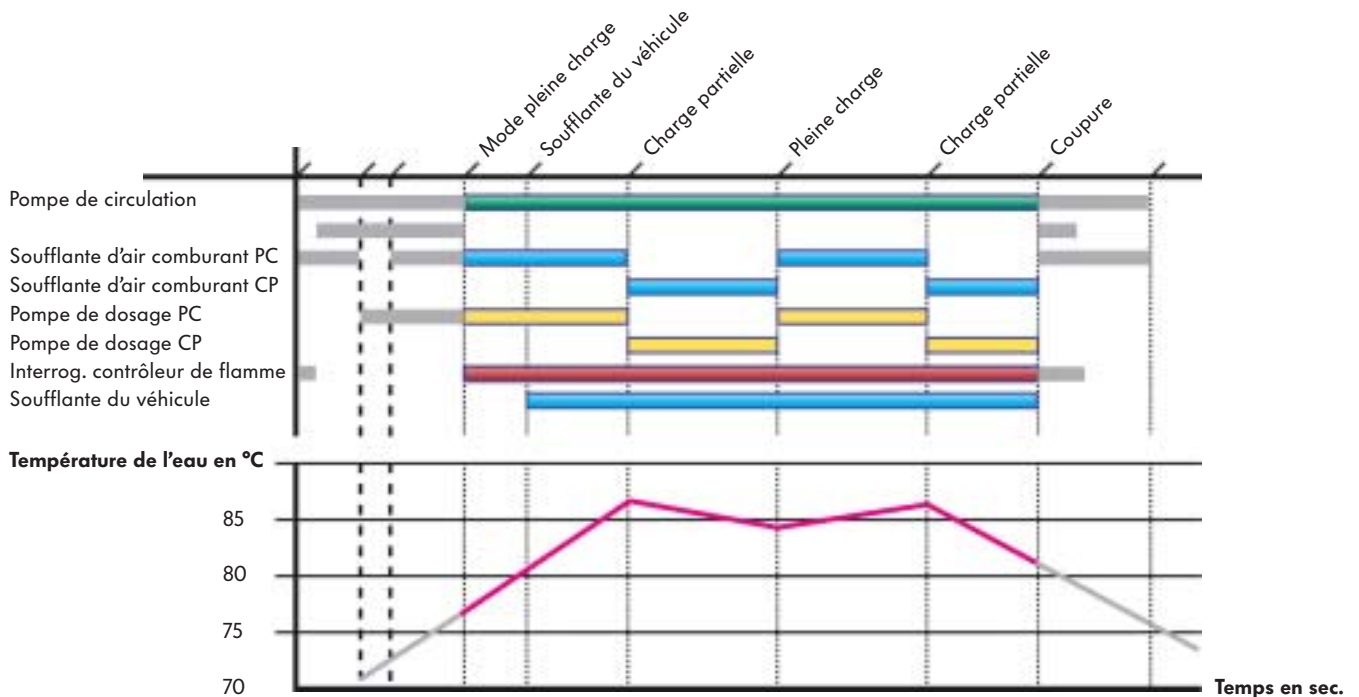 Mode pleine charge
Soufflante du véhicule
Charge partielle
Pleine charge
Charge partielle
Coupure
Pompe de circulation
Soufflante d'air comburant PC
Soufflante d'air comburant CP
Pompe de dosage PC
Pompe de dosage CP
Interrog. contrôleur de flamme
Soufflante du véhicule
Température de l'eau en °C
85
80
75
70
Temps en sec.